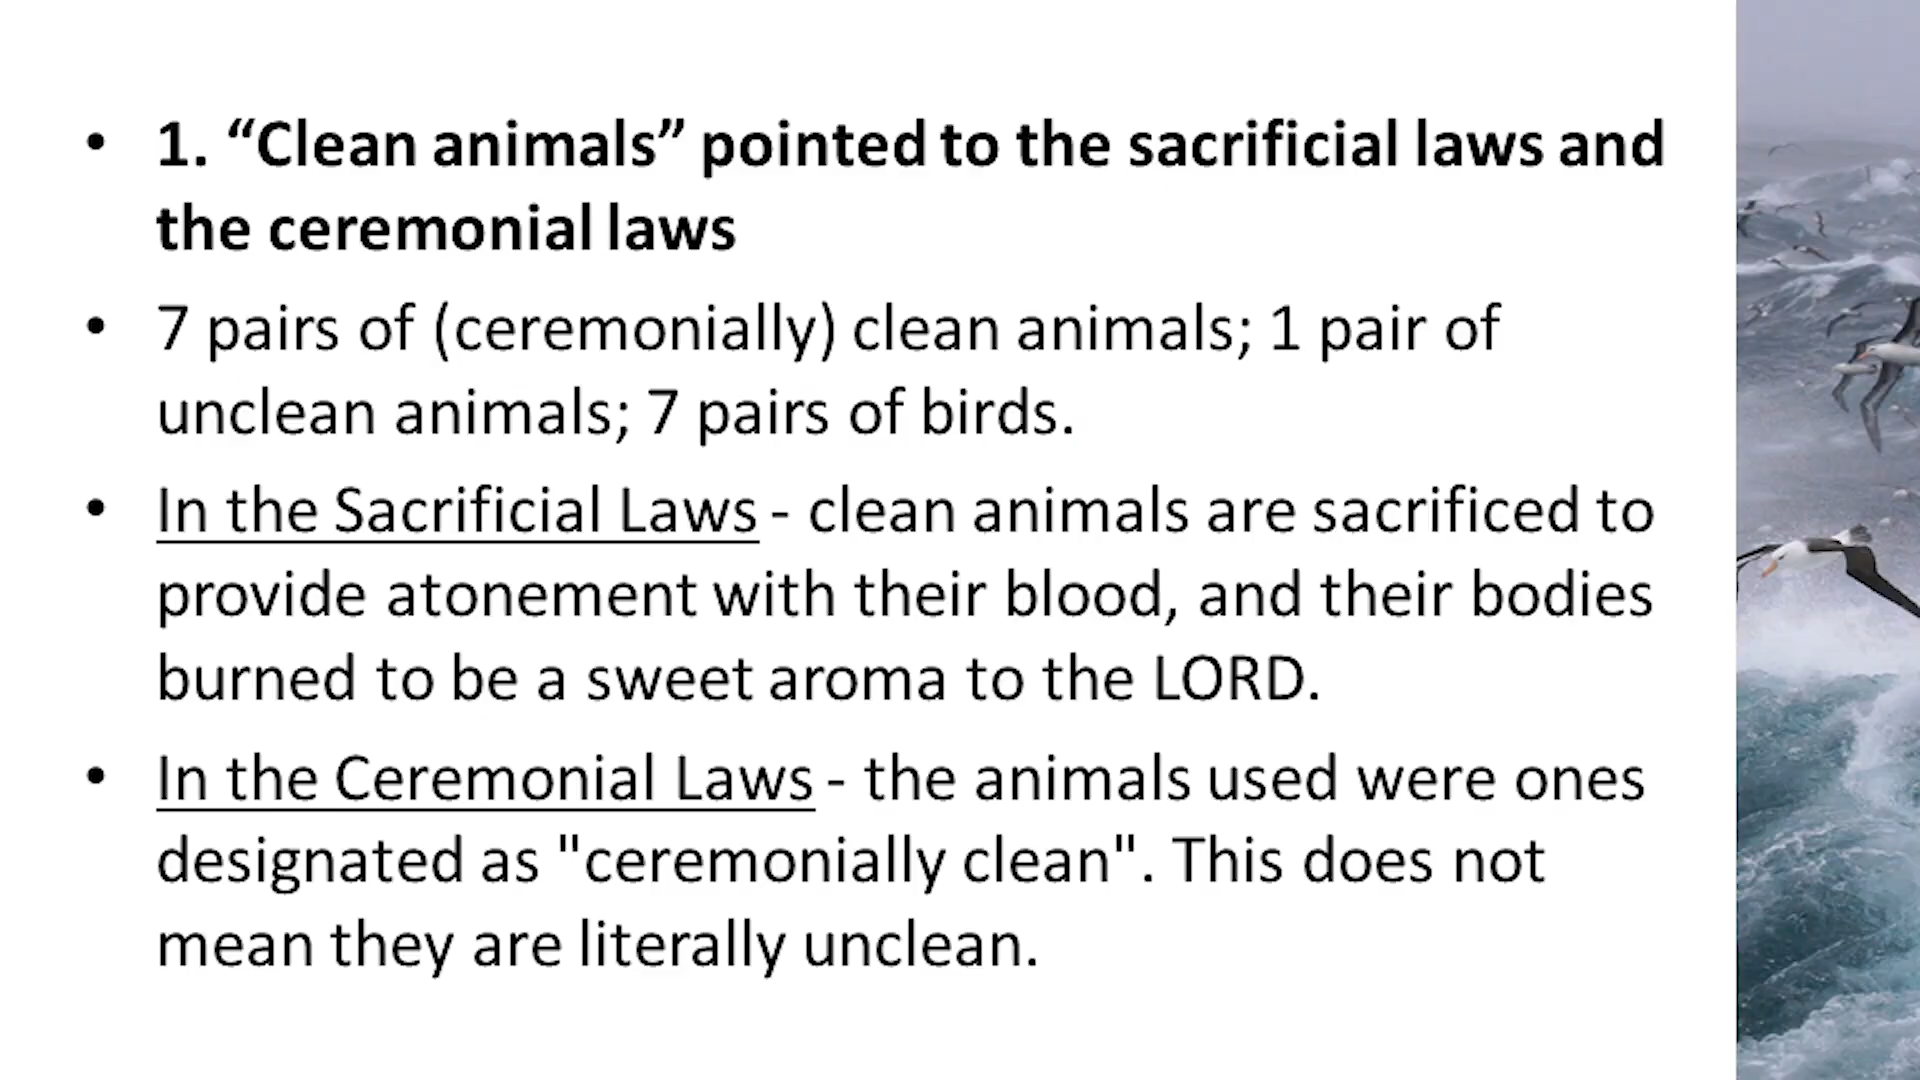 • 1. “Clean animals” pointed to the sacrificial laws and
the ceremonial laws
• 7 pairs of (ceremonially) clean animals; 1 pair of
unclean animals; 7 pairs of birds.
• In the Sacrificial Laws - clean animals are sacrificed to
provide atonement with their blood, and their bodies
burned to be a sweet aroma to the LORD.
• In the Ceremonial Laws - the animals used were ones
designated as "ceremonially clean". This does not
mean they are literally unclean.